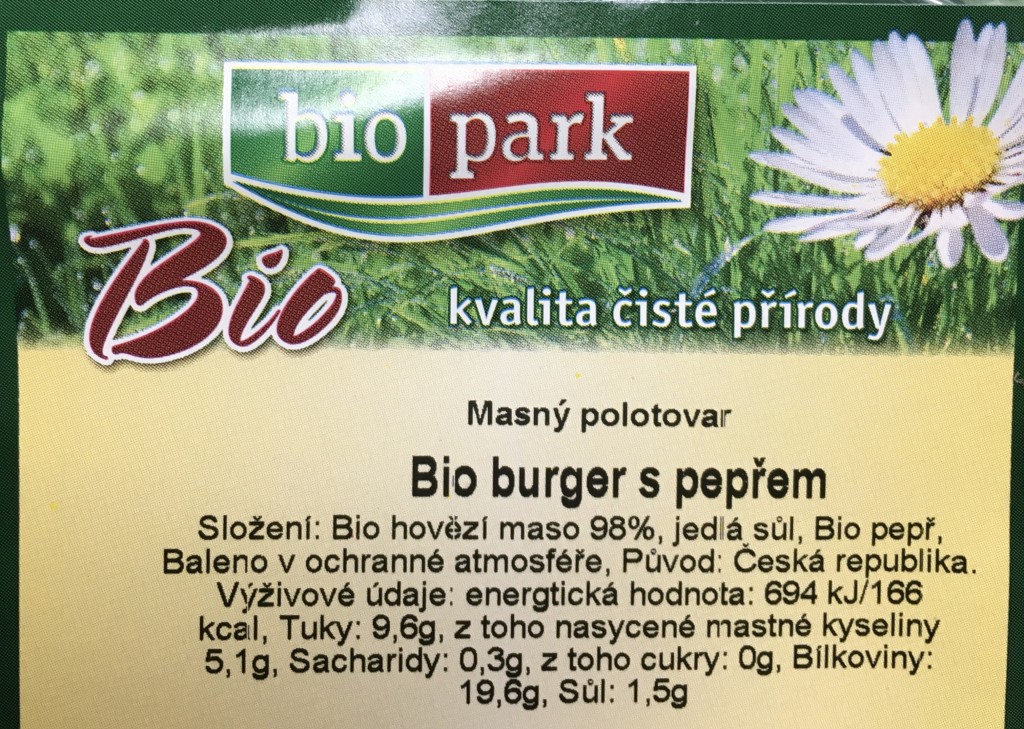 bio park
Bio
kvalita čisté přírody
Masný polotovar
Bio burger s pepřem
Složení: Bio hovězí maso 98%, jedlá sůl, Bio pepř,
Baleno v ochranné atmosféře, Původ: Česká republika.
Výživové údaje: energtická hodnota: 694 kJ/166
kcal, Tuky: 9,6g, z toho nasycené mastné kyseliny
5,1g, Sacharidy: 0,3g, z toho cukry: 0g, Bílkoviny:
19,6g, Sůl: 1,5g